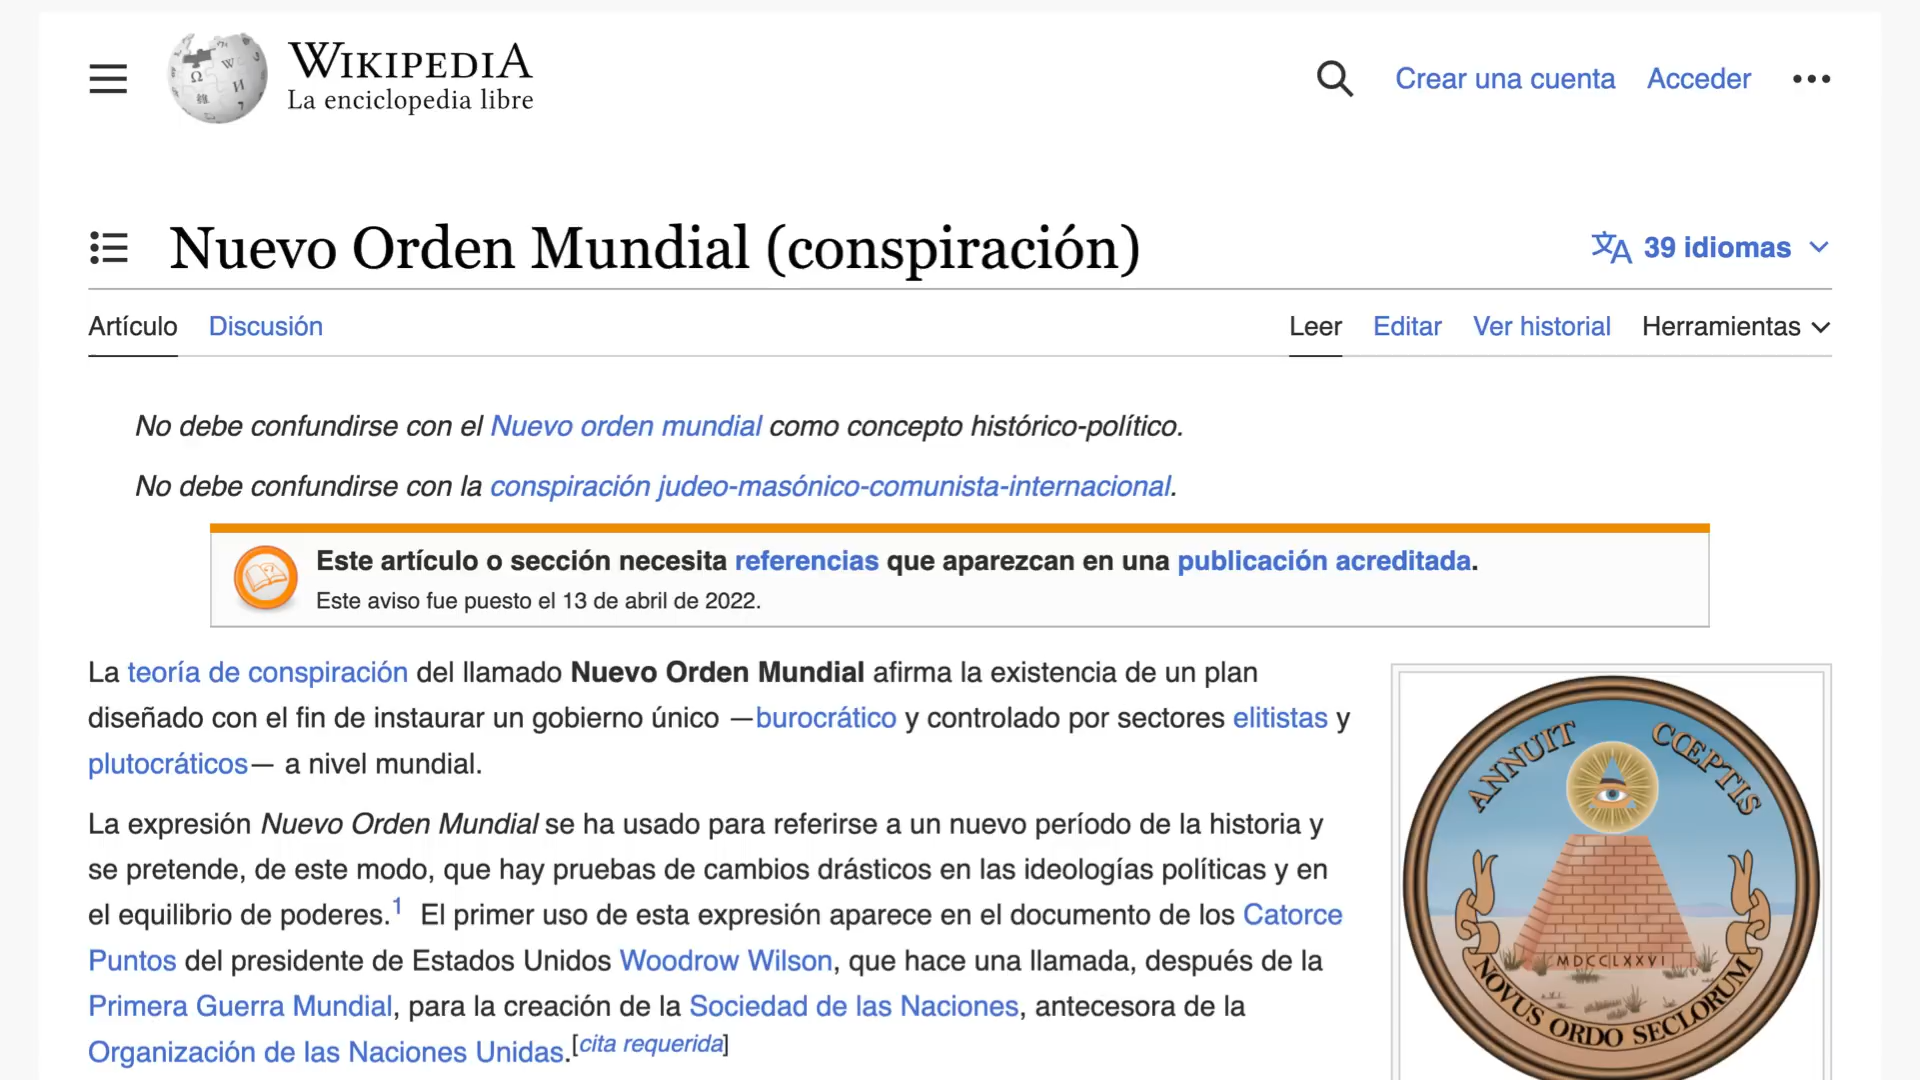 WIKIPEDIA
La enciclopedia libre
Crear una cuenta Acceder
Nuevo Orden Mundial (conspiración)
39 idiomas
Artículo Discusión
Leer Editar Ver historial Herramientas
No debe confundirse con el Nuevo orden mundial como concepto histórico-político.
No debe confundirse con la conspiración judeo-masónico-comunista-internacional.
Este artículo o sección necesita referencias que aparezcan en una publicación acreditada.
Este aviso fue puesto el 13 de abril de 2022.
La teoría de conspiración del llamado Nuevo Orden Mundial afirma la existencia de un plan
diseñado con el fin de instaurar un gobierno único —burocrático y controlado por sectores elitistas y
plutocráticos— a nivel mundial.
La expresión Nuevo Orden Mundial se ha usado para referirse a un nuevo período de la historia y
se pretende, de este modo, que hay pruebas de cambios drásticos en las ideologías políticas y en
el equilibrio de poderes.1 El primer uso de esta expresión aparece en el documento de los Catorce
Puntos del presidente de Estados Unidos Woodrow Wilson, que hace una llamada, después de la
Primera Guerra Mundial, para la creación de la Sociedad de las Naciones, antecesora de la
Organización de las Naciones Unidas.[cita requerida]
ANNUIT CŒPTIS
MDCCLXXVI
NOVUS ORDO SECLORUM